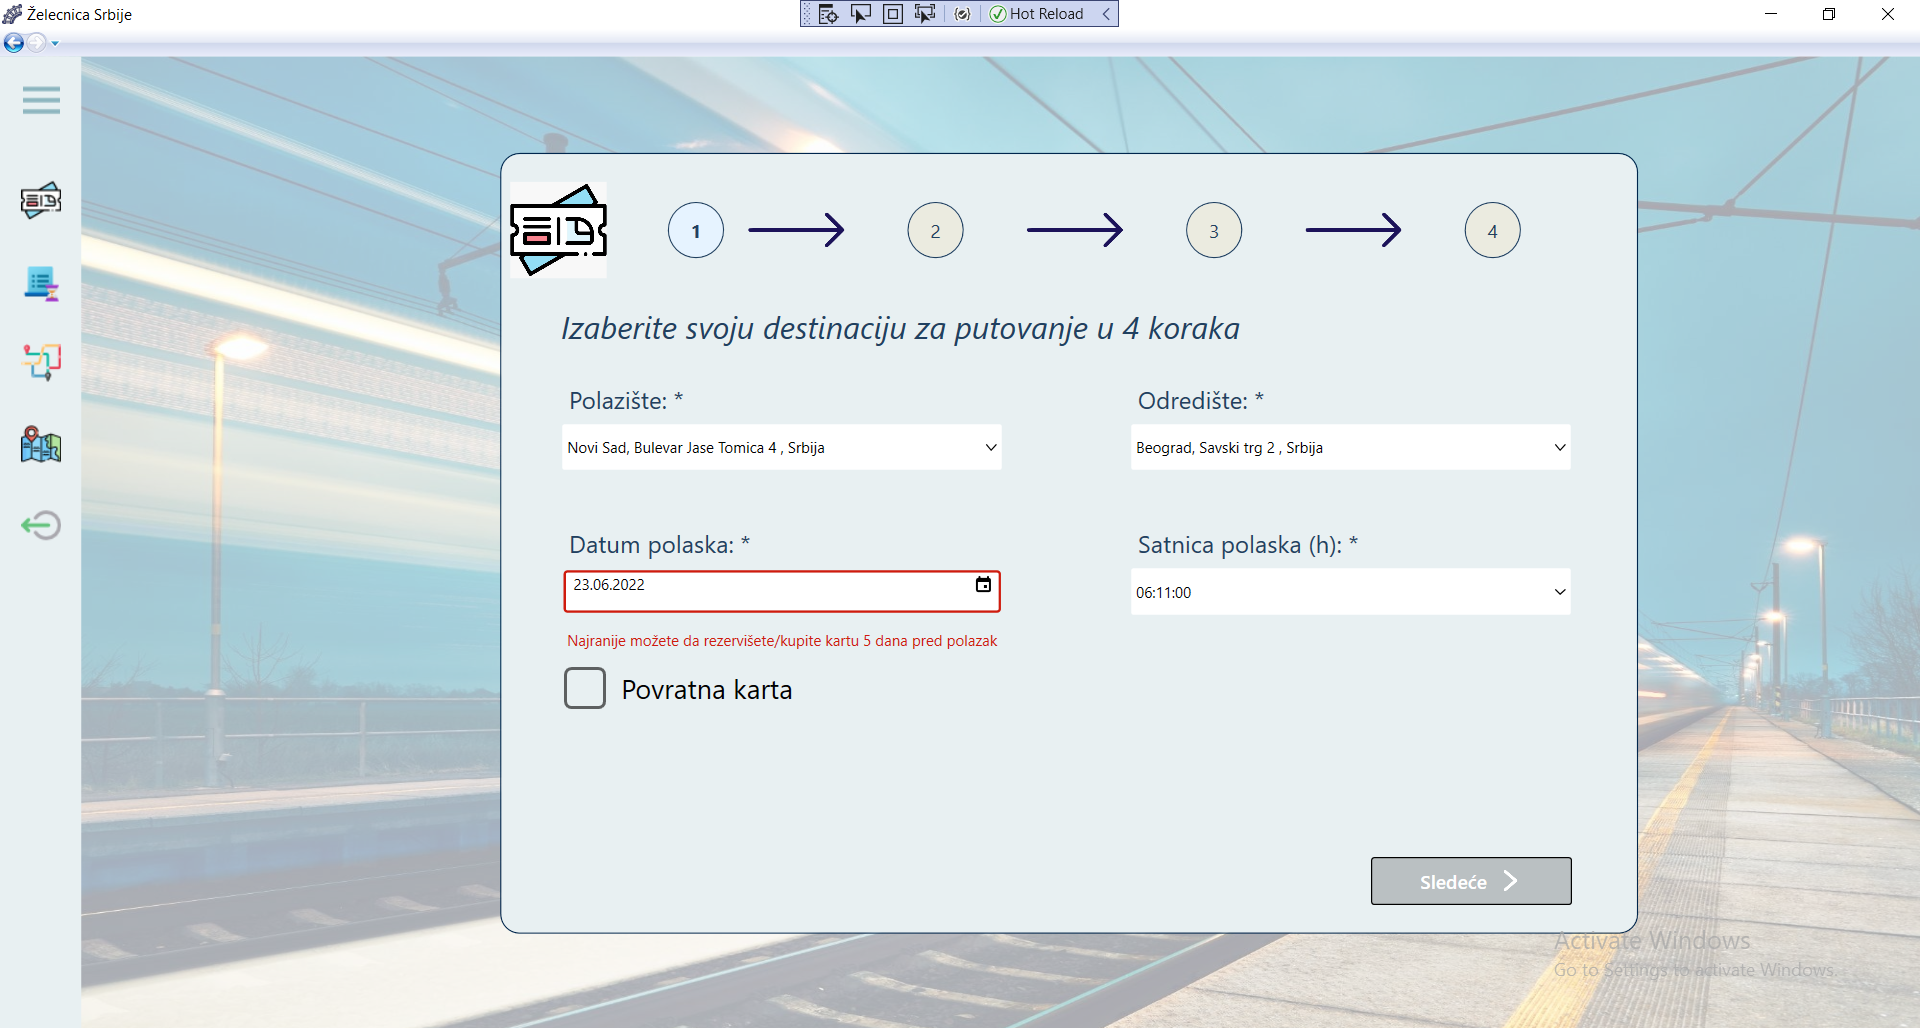 Želecnica Srbije
Hot Reload
1
2
3
4
Izaberite svoju destinaciju za putovanje u 4 koraka
Polazište: *
Odredište: *
Novi Sad, Bulevar Jase Tomica 4 , Srbija
Beograd, Savski trg 2 , Srbija
Datum polaska: *
Satnica polaska (h): *
23.06.2022
06:11:00
Najranije možete da rezervišete/kupite kartu 5 dana pred polazak
Povratna karta
Sledeće
Activate Windows
Go to Settings to activate Windows.